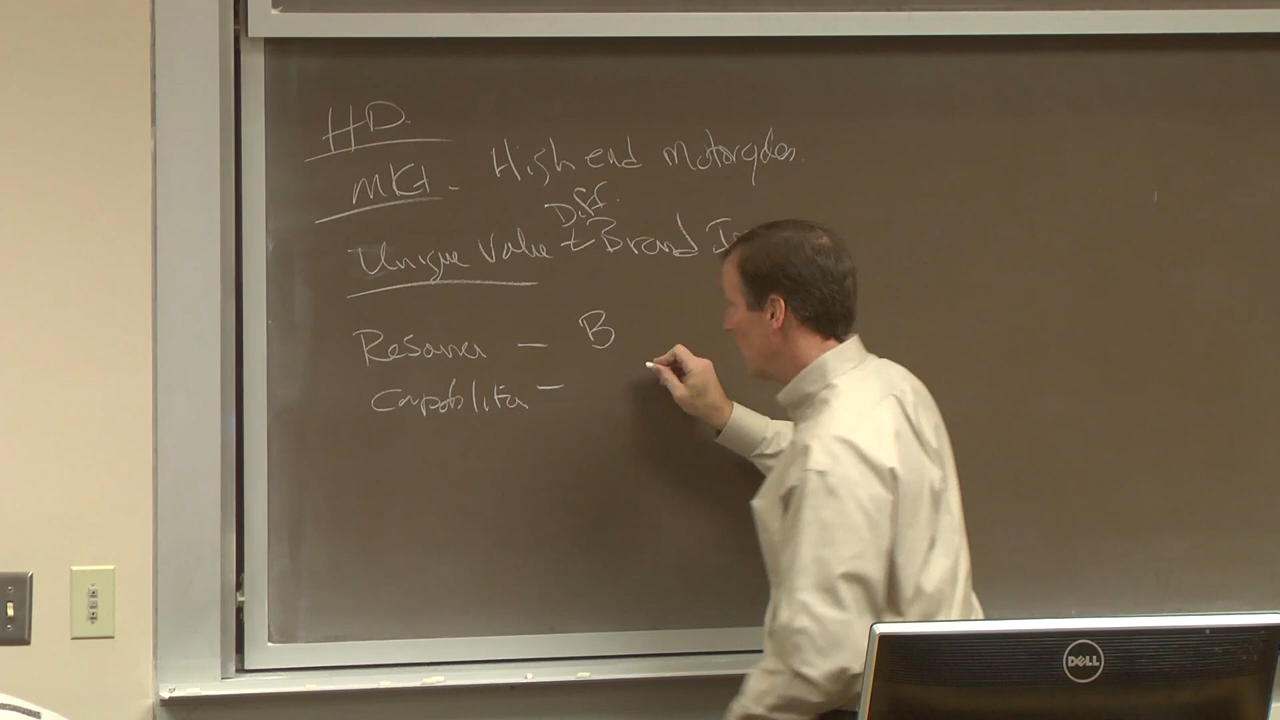 HD.
MKt - High end Motorcycles.
Diff.
Unique Value + Brand
Resources - B
Capabilities -
DELL